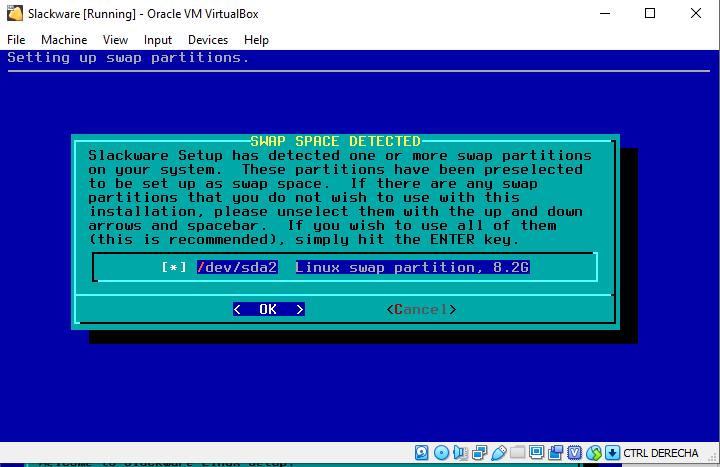 Slackware [Running] - Oracle VM VirtualBox
File Machine View Input Devices Help
Setting up swap partitions.
SWAP SPACE DETECTED
Slackware Setup has detected one or more swap partitions
on your system.  These partitions have been preselected
to be set up as swap space.  If there are any swap
partitions that you do not wish to use with this
installation, please unselect them with the up and down
arrows and spacebar.  If you wish to use all of them
(this is recommended), simply hit the ENTER key.
[*] /dev/sda2  Linux swap partition, 8.2G
<  OK  > <Cancel>
CTRL DERECHA
Welcome to Slackware Linux Setup.